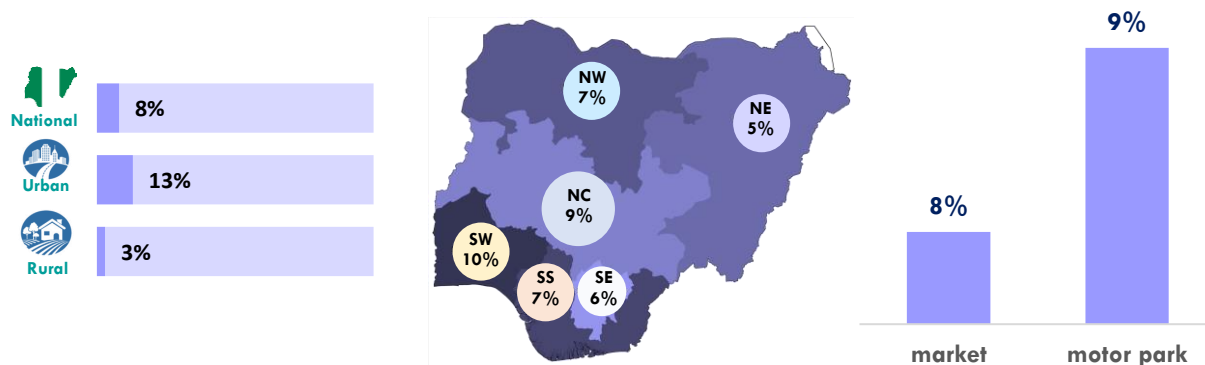 National
8%
Urban
13%
Rural
3%
NW
7%
NE
5%
NC
9%
SW
10%
SS
7%
SE
6%
8%
9%
market
motor park